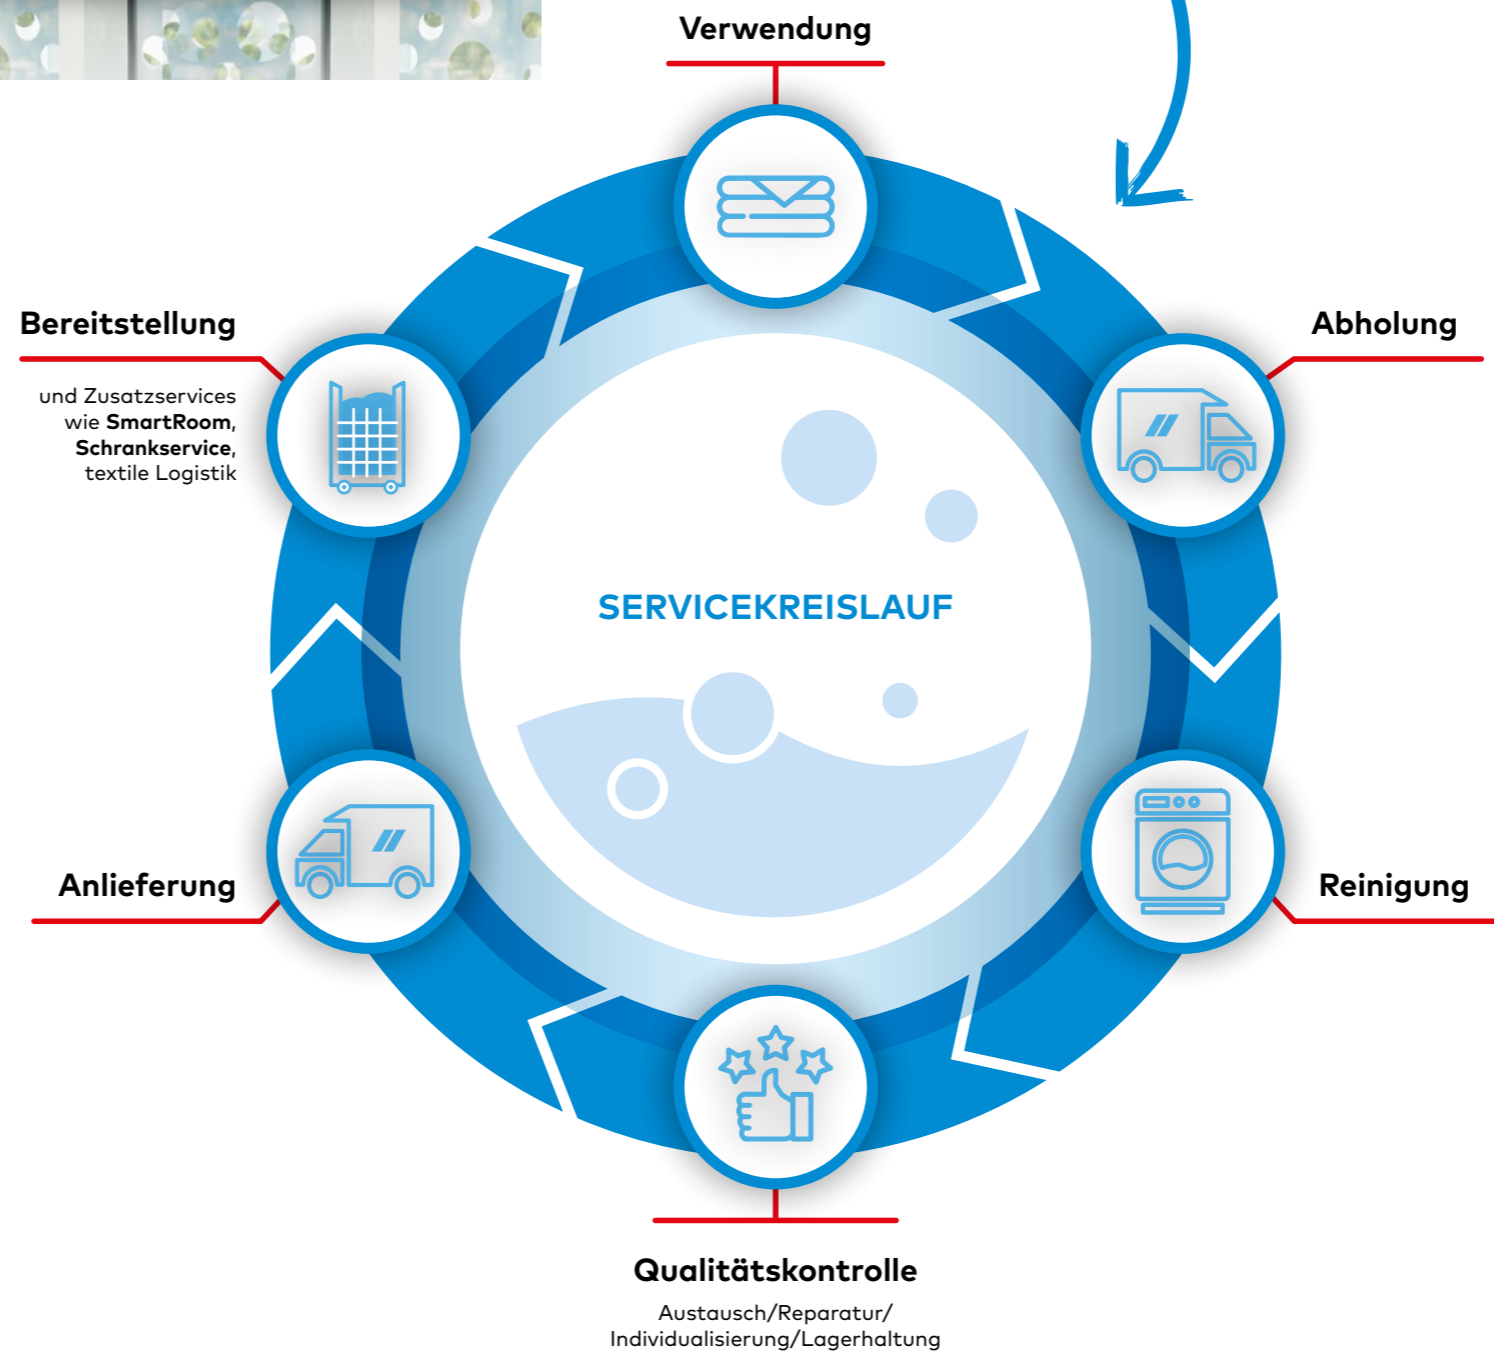 Verwendung
Abholung
Bereitstellung
und Zusatzservices
wie SmartRoom,
Schrankservice,
textile Logistik
SERVICEKREISLAUF
Anlieferung
Reinigung
Qualitätskontrolle
Austausch/Reparatur/
Individualisierung/Lagerhaltung